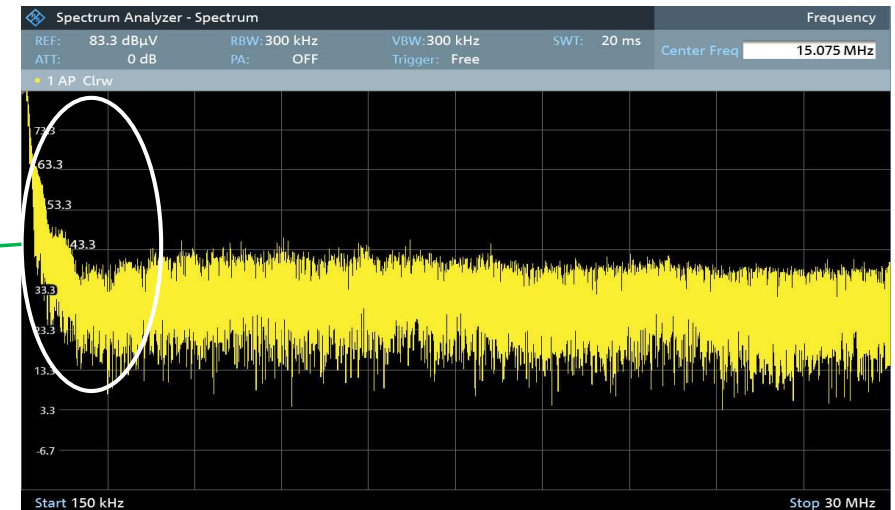 Spectrum Analyzer - Spectrum Frequency
REF: 83.3 dBµV RBW: 300 kHz VBW: 300 kHz SWT: 20 ms Center Freq 15.075 MHz
ATT: 0 dB PA: OFF Trigger: Free
1 AP Clrw
73.3
63.3
53.3
43.3
33.3
23.3
13.3
3.3
-6.7
Start 150 kHz Stop 30 MHz